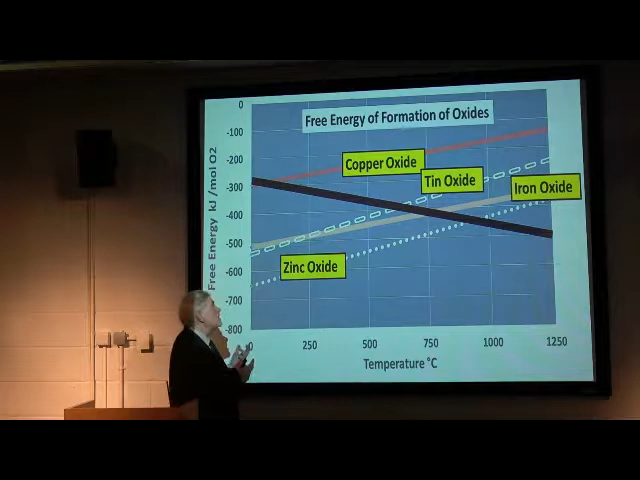 Free Energy of Formation of Oxides
Free Energy kJ /mol O2
0
-100
-200
-300
-400
-500
-600
-700
-800
Copper Oxide
Tin Oxide
Iron Oxide
Zinc Oxide
0
250
500
750
1000
1250
Temperature °C